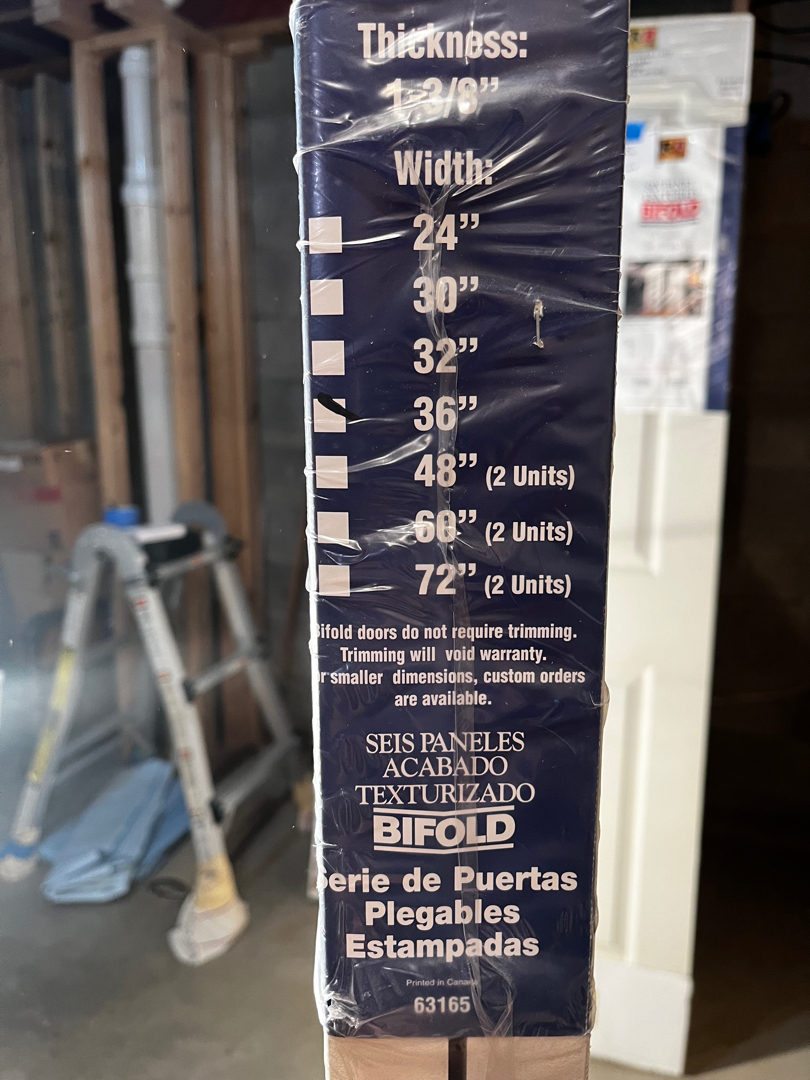 Thickness:
1-3/8”
Width:
24”
30”
32”
36”
48” (2 Units)
60” (2 Units)
72” (2 Units)
Bifold doors do not require trimming.
Trimming will void warranty.
or smaller dimensions, custom orders
are available.
SEIS PANELES
ACABADO
TEXTURIZADO
BIFOLD
Serie de Puertas
Plegables
Estampadas
Printed in Canada
63165
BIFOLD